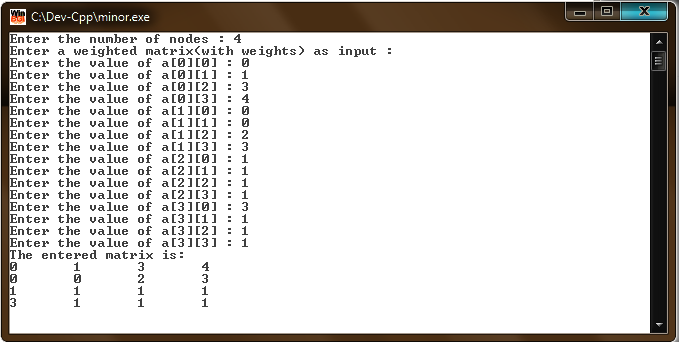 C:\Dev-Cpp\minor.exe
Enter the number of nodes : 4
Enter a weighted matrix(with weights) as input :
Enter the value of a[0][0] : 0
Enter the value of a[0][1] : 1
Enter the value of a[0][2] : 3
Enter the value of a[0][3] : 4
Enter the value of a[1][0] : 0
Enter the value of a[1][1] : 0
Enter the value of a[1][2] : 2
Enter the value of a[1][3] : 3
Enter the value of a[2][0] : 1
Enter the value of a[2][1] : 1
Enter the value of a[2][2] : 1
Enter the value of a[2][3] : 1
Enter the value of a[3][0] : 3
Enter the value of a[3][1] : 1
Enter the value of a[3][2] : 1
Enter the value of a[3][3] : 1
The entered matrix is:
0 1 3 4
0 0 2 3
1 1 1 1
3 1 1 1